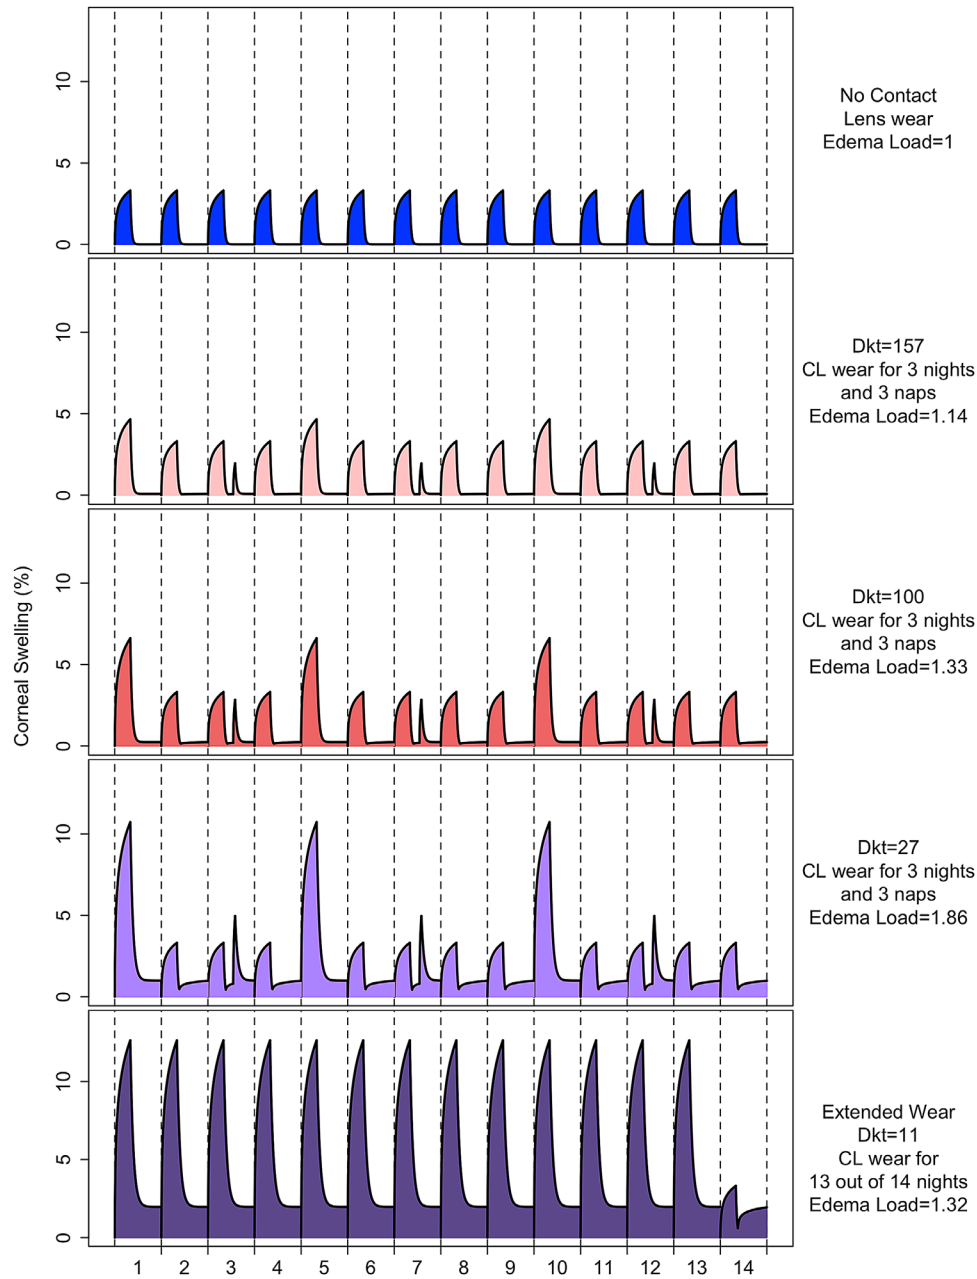 Corneal Swelling (%)
10
5
0
No Contact
Lens wear
Edema Load=1
10
5
0
Dkt=157
CL wear for 3 nights
and 3 naps
Edema Load=1.14
10
5
0
Dkt=100
CL wear for 3 nights
and 3 naps
Edema Load=1.33
10
5
0
Dkt=27
CL wear for 3 nights
and 3 naps
Edema Load=1.86
10
5
0
Extended Wear
Dkt=11
CL wear for
13 out of 14 nights
Edema Load=1.32
1 2 3 4 5 6 7 8 9 10 11 12 13 14